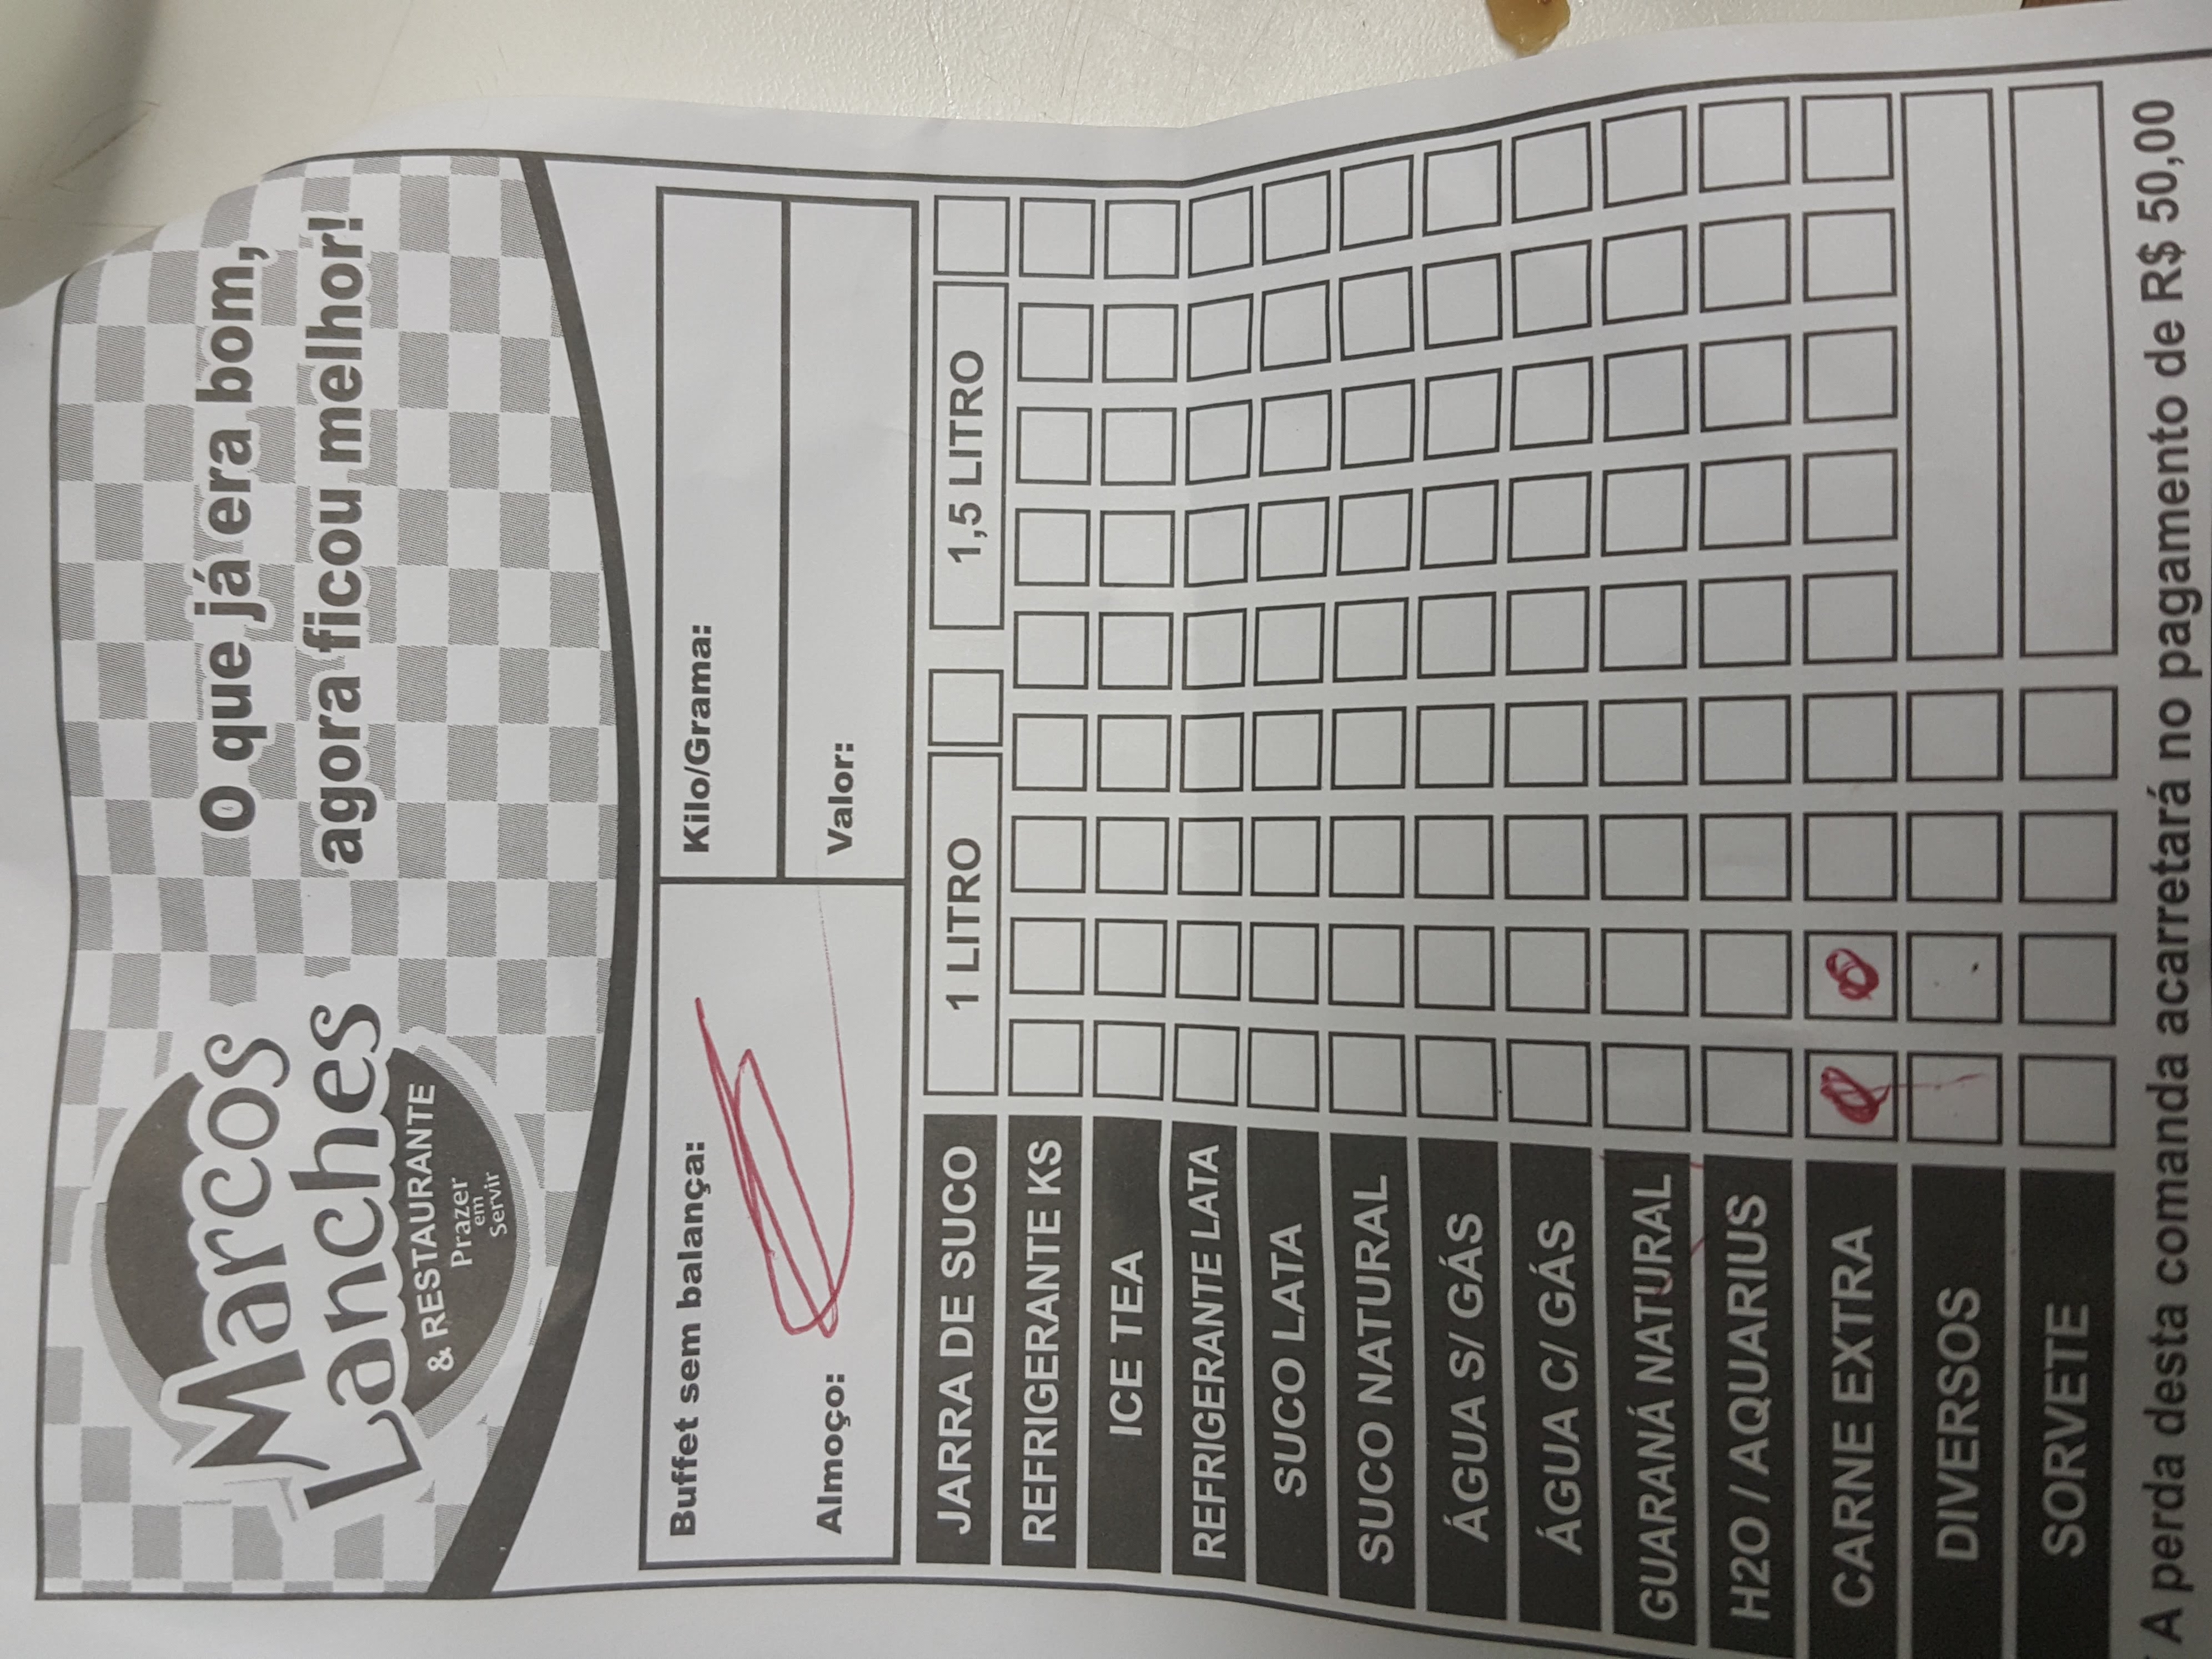 Marcos
Lanches
& RESTAURANTE
Prazer
em
Servir
O que já era bom,
agora ficou melhor!
Buffet sem balança:
Almoço:
Kilo/Grama:
Valor:
JARRA DE SUCO 1 LITRO 1,5 LITRO
REFRIGERANTE KS
ICE TEA
REFRIGERANTE LATA
SUCO LATA
SUCO NATURAL
ÁGUA S/ GÁS
ÁGUA C/ GÁS
GUARANÁ NATURAL
H2O / AQUARIUS
CARNE EXTRA
DIVERSOS
SORVETE
A perda desta comanda acarretará no pagamento de R$ 50,00